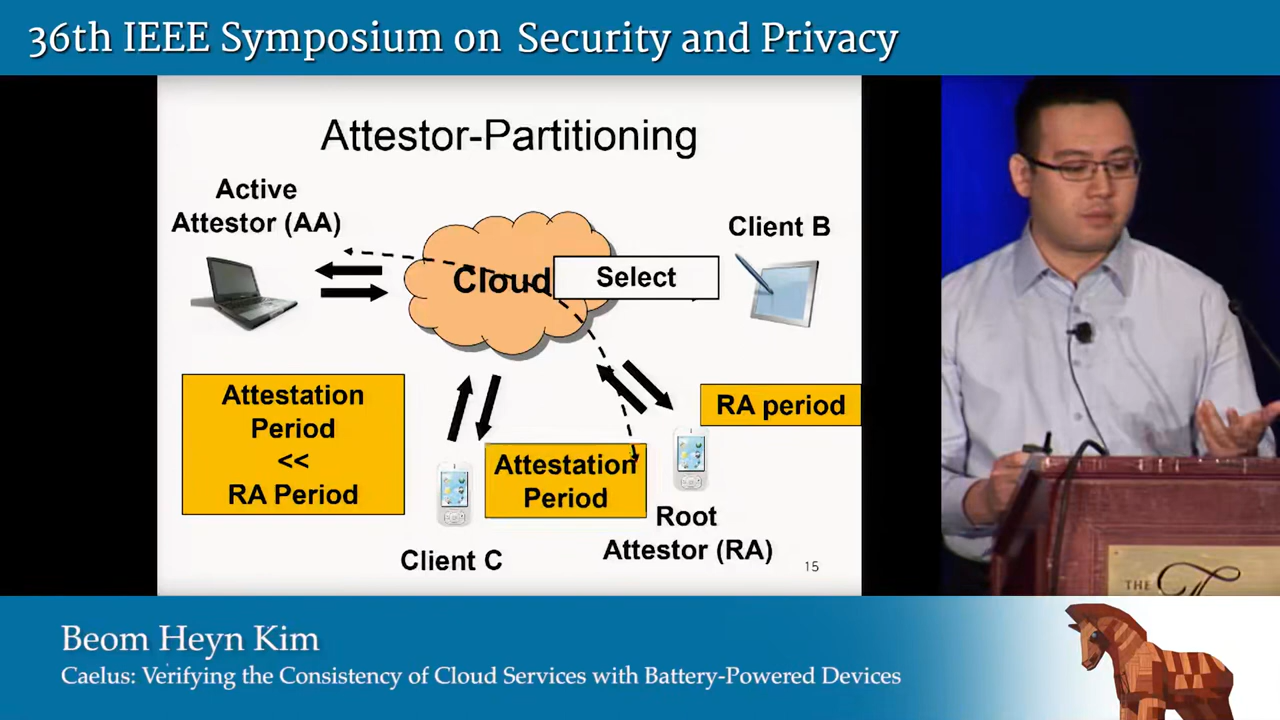 36th IEEE Symposium on Security and Privacy
Attestor-Partitioning
Active
Attestor (AA)
Client B
Cloud
Select
Attestation
Period
<<
RA Period
RA period
Attestation
Period
Root
Attestor (RA)
Client C
15
THE
Beom Heyn Kim
Caelus: Verifying the Consistency of Cloud Services with Battery-Powered Devices